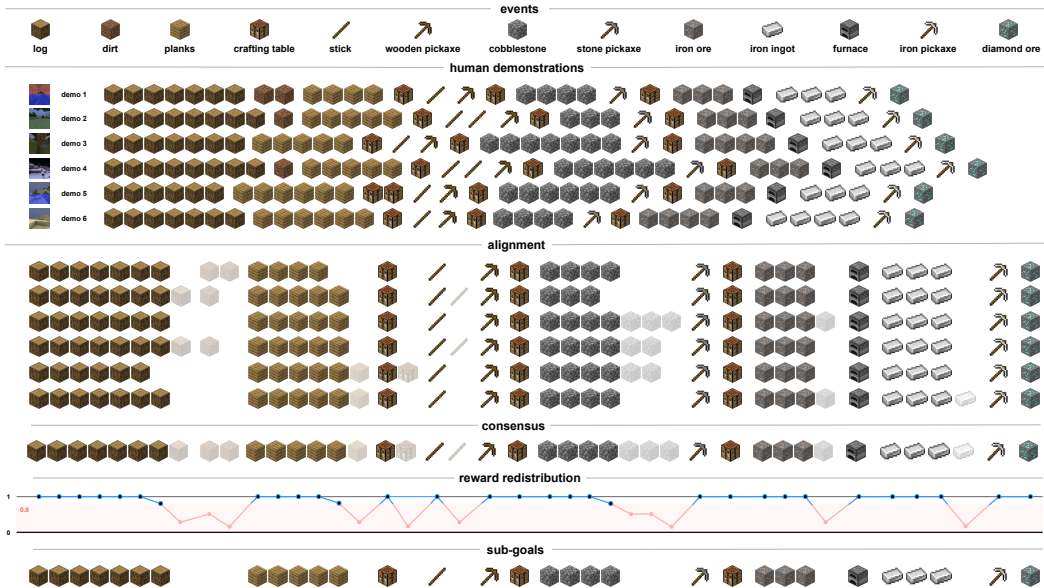 events
log dirt planks crafting table stick wooden pickaxe cobblestone stone pickaxe iron ore iron ingot furnace iron pickaxe diamond ore
human demonstrations
demo 1
demo 2
demo 3
demo 4
demo 5
demo 6
alignment
consensus
reward redistribution
1
0.8
0
sub-goals